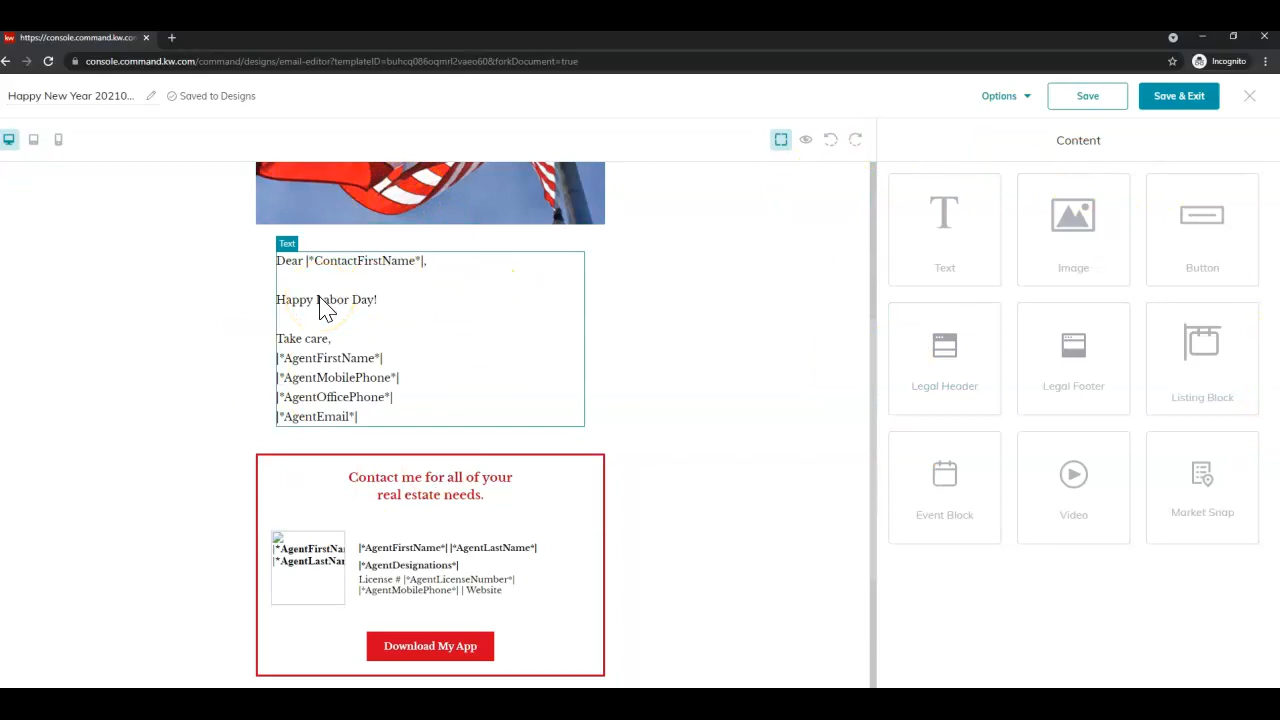 https://console.command.kw.con
console.command.kw.com/command/designs/email-editor?templateID=buhcq086oqmrl2vaeo60&forkDocument=true
Incognito
Happy New Year 20210...
Saved to Designs
Options
Save
Save & Exit
Content
Text
Dear |*ContactFirstName*|,
Happy Labor Day!
Take care,
|*AgentFirstName*|
|*AgentMobilePhone*|
|*AgentOfficePhone*|
|*AgentEmail*|
Contact me for all of your
real estate needs.
|*AgentFirstNa
|*AgentLastNar
|*AgentFirstName*| |*AgentLastName*|
|*AgentDesignations*|
License # |*AgentLicenseNumber*|
|*AgentMobilePhone*| | Website
Download My App
Text
Image
Button
Legal Header
Legal Footer
Listing Block
Event Block
Video
Market Snap